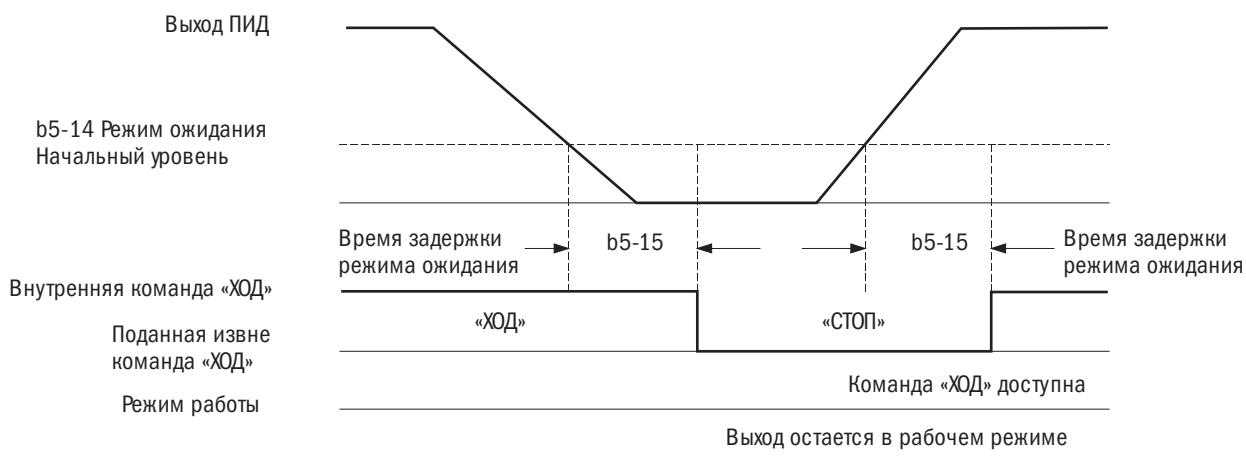 Выход ПИД
b5-14 Режим ожидания
Начальный уровень
Время задержки
режима ожидания
b5-15
b5-15
Время задержки
режима ожидания
Внутренняя команда «ХОД»
«ХОД»
«СТОП»
Поданная извне
команда «ХОД»
Команда «ХОД» доступна
Режим работы
Выход остается в рабочем режиме